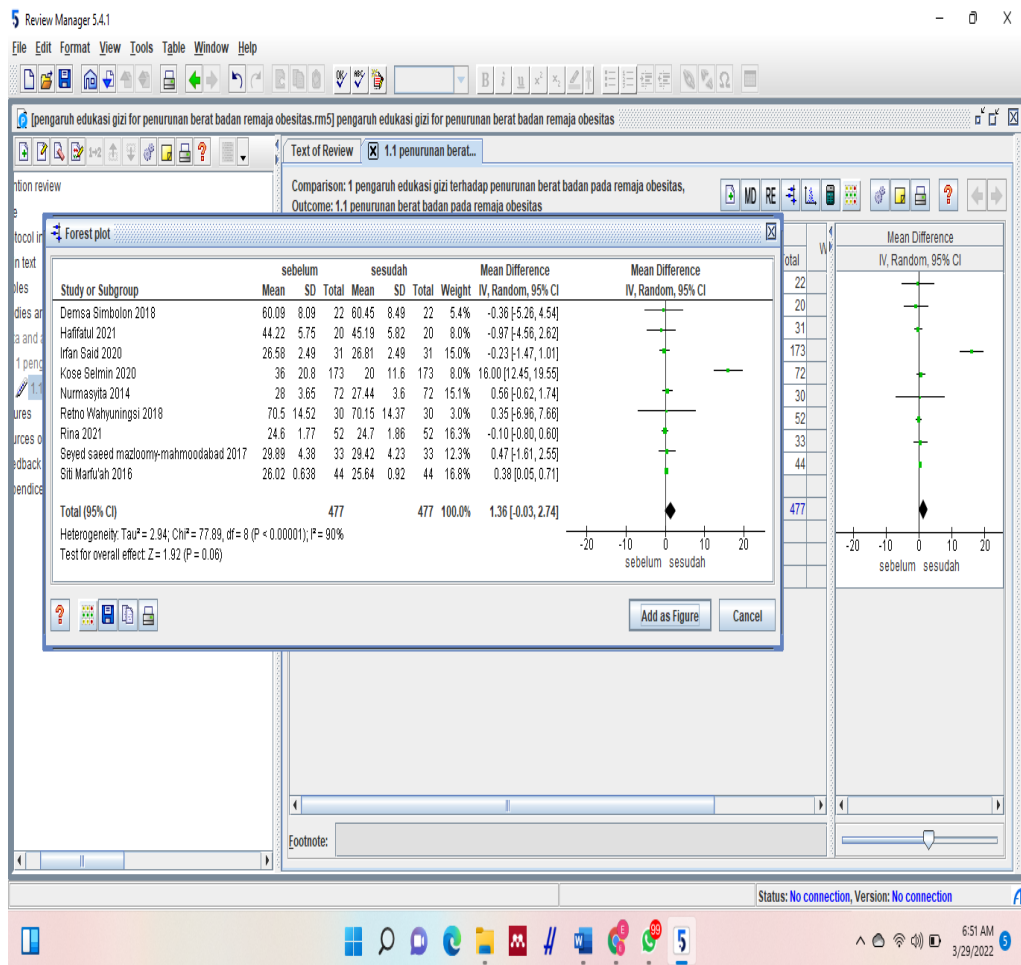 5 Review Manager 5.4.1
File Edit Format View Tools Table Window Help
[pengaruh edukasi gizi for penurunan berat badan remaja obesitas.rm5] pengaruh edukasi gizi for penurunan berat badan remaja obesitas
Text of Review 1.1 penurunan berat...
Comparison: 1 pengaruh edukasi gizi terhadap penurunan berat badan pada remaja obesitas,
Outcome: 1.1 penurunan berat badan pada remaja obesitas
MD RE
ntion review
Forest plot
sebelum sesudah Mean Difference Mean Difference
Study or Subgroup Mean SD Total Mean SD Total Weight IV, Random, 95% CI IV, Random, 95% CI
Demsa Simbolon 2018 60.09 8.09 22 60.45 8.49 22 5.4% -0.36 [-5.26, 4.54]
Hafifatul 2021 44.22 5.75 20 45.19 5.82 20 8.0% -0.97 [-4.56, 2.62]
Irfan Said 2020 26.58 2.49 31 26.81 2.49 31 15.0% -0.23 [-1.47, 1.01]
Kose Selmin 2020 36 20.8 173 20 11.6 173 8.0% 16.00 [12.45, 19.55]
Nurmasyita 2014 28 3.65 72 27.44 3.6 72 15.1% 0.56 [-0.62, 1.74]
Retno Wahyuningsi 2018 70.5 14.52 30 70.15 14.37 30 3.0% 0.35 [-6.96, 7.66]
Rina 2021 24.6 1.77 52 24.7 1.86 52 16.3% -0.10 [-0.80, 0.60]
Seyed saeed mazloomy-mahmoodabad 2017 29.89 4.38 33 29.42 4.23 33 12.3% 0.47 [-1.61, 2.55]
Siti Marfu'ah 2016 26.02 0.638 44 25.64 0.92 44 16.8% 0.38 [0.05, 0.71]
Total (95% CI) 477 477 100.0% 1.36 [-0.03, 2.74]
Heterogeneity: Tau² = 2.94; Chi² = 77.89, df = 8 (P < 0.00001); I² = 90%
Test for overall effect: Z = 1.92 (P = 0.06)
-20 -10 0 10 20
sebelum sesudah
Add as Figure Cancel
otal W
22
20
31
173
72
30
52
33
44
477
Mean Difference
IV, Random, 95% CI
-20 -10 0 10 20
sebelum sesudah
Footnote:
Status: No connection, Version: No connection
99
6:51 AM
3/29/2022
5